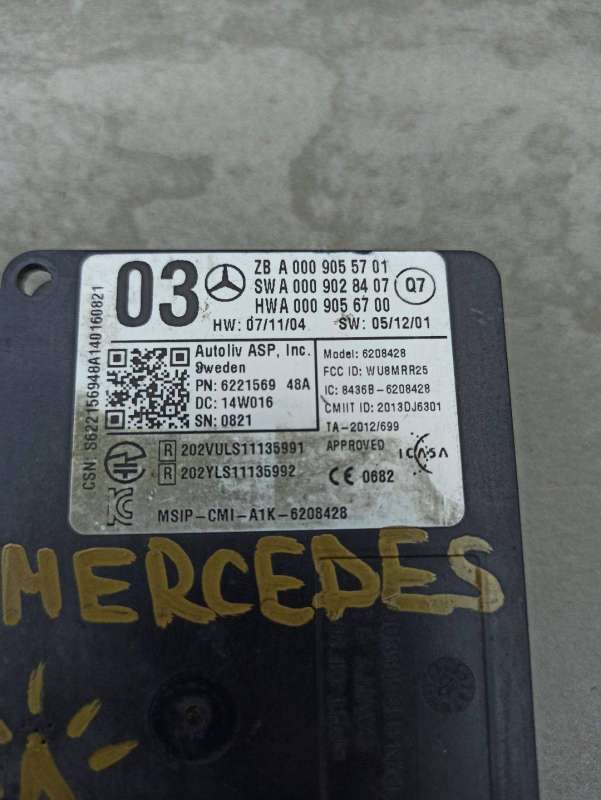 03
ZB A 000 905 57 01
SW A 000 902 84 07
HW A 000 905 67 00
Q7
HW: 07/11/04 SW: 05/12/01
CSN: S622156948A140160821
Autoliv ASP, Inc.
Sweden
PN: 6221569 48A
DC: 14W016
SN: 0821
Model: 6208428
FCC ID: WU8MRR25
IC: 8436B-6208428
CMIIT ID: 2013DJ6301
TA-2012/699
APPROVED
ICASA
R 202VULS11135991
R 202YLS11135992
CE 0682
MSIP-CMI-A1K-6208428
MERCEDES